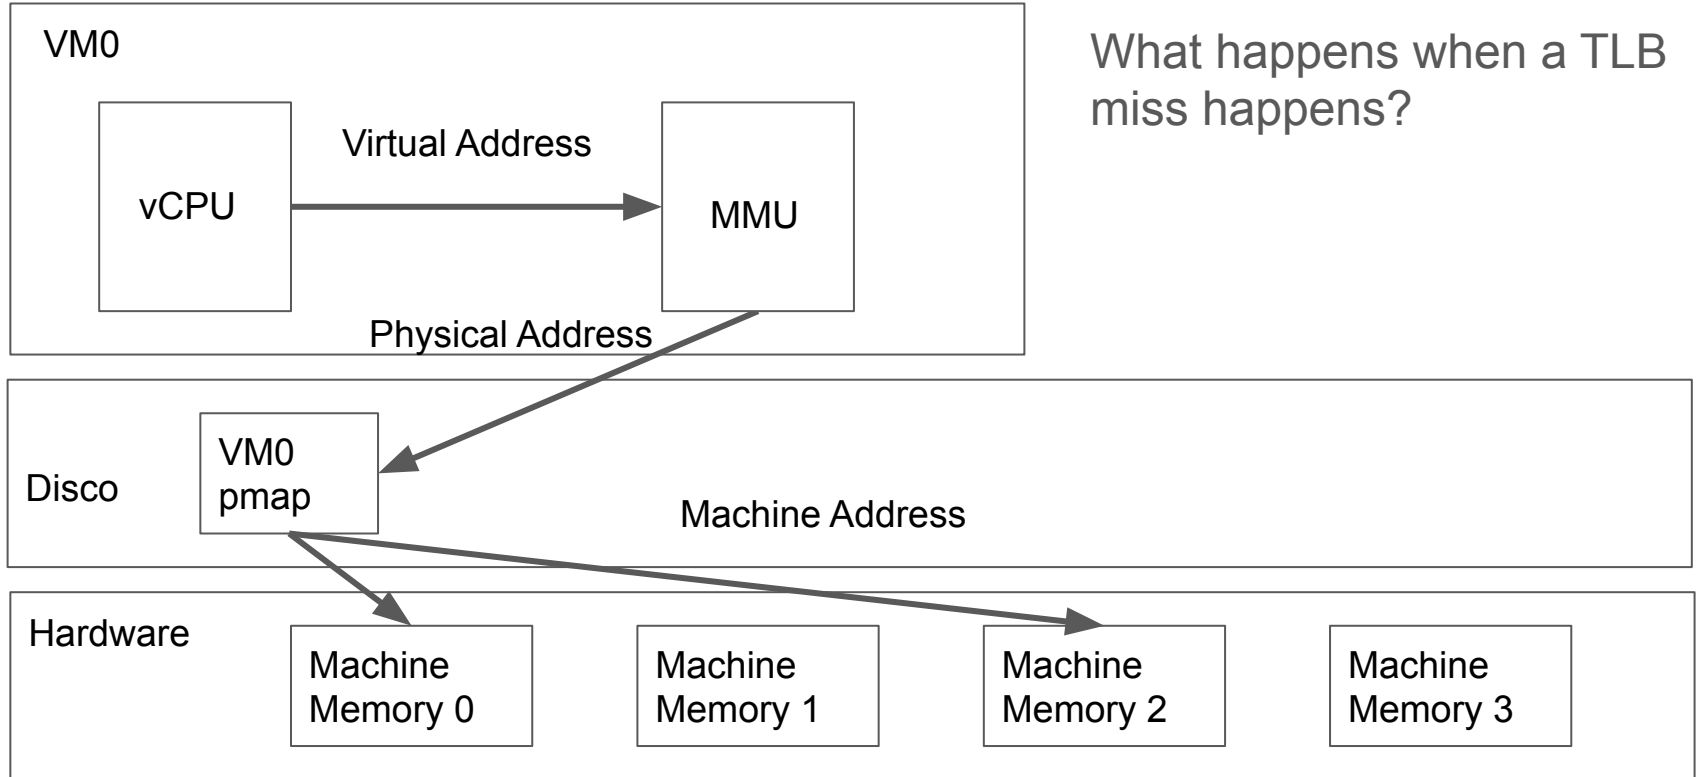 VM0
What happens when a TLB
miss happens?
Virtual Address
vCPU
MMU
Physical Address
VM0
pmap
Disco
Machine Address
Hardware
Machine
Memory 0
Machine
Memory 1
Machine
Memory 2
Machine
Memory 3